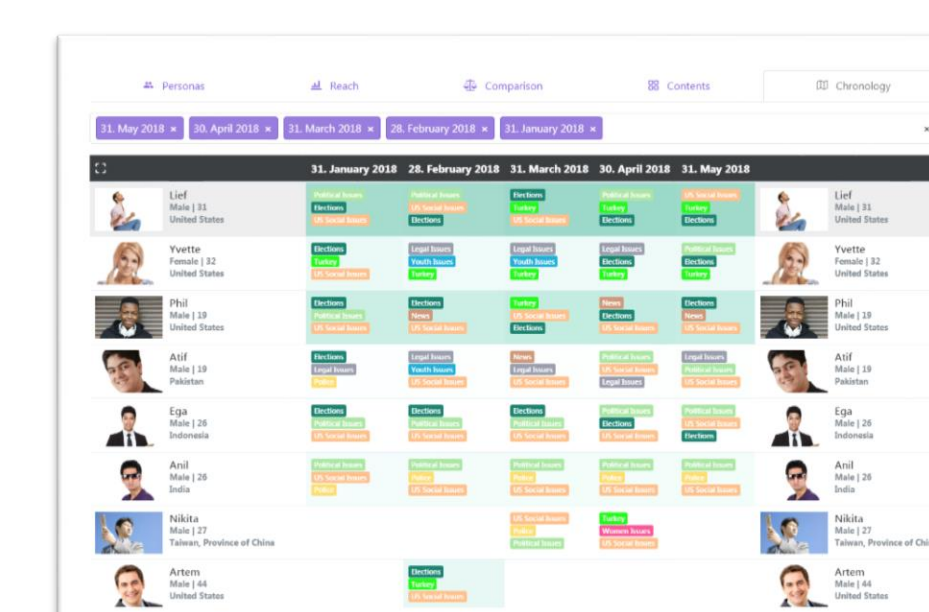 Personas Reach Comparison Contents Chronology
31. May 2018 × 30. April 2018 × 31. March 2018 × 28. February 2018 × 31. January 2018 × ×
31. January 2018 28. February 2018 31. March 2018 30. April 2018 31. May 2018
Lief Political Issues Political Issues Elections Political Issues US Social Issues Lief
Male | 31 Elections US Social Issues Turkey Turkey Turkey Male | 31
United States US Social Issues Elections US Social Issues Elections Elections United States
Yvette Elections Legal Issues Legal Issues Legal Issues Political Issues Yvette
Female | 32 Turkey Youth Issues Youth Issues Elections Elections Female | 32
United States US Social Issues Turkey Turkey Turkey Turkey United States
Phil Elections Elections Turkey News Elections Phil
Male | 19 Political Issues News US Social Issues Elections News Male | 19
United States US Social Issues US Social Issues Elections US Social Issues US Social Issues United States
Atif Elections Legal Issues News Political Issues Legal Issues Atif
Male | 19 Legal Issues Youth Issues Legal Issues US Social Issues Political Issues Male | 19
Pakistan Police US Social Issues US Social Issues Legal Issues US Social Issues Pakistan
Ega Elections Elections Elections Political Issues Political Issues Ega
Male | 26 Political Issues Political Issues Political Issues Elections US Social Issues Male | 26
Indonesia US Social Issues US Social Issues US Social Issues US Social Issues Elections Indonesia
Anil Political Issues Political Issues Political Issues Political Issues Political Issues Anil
Male | 26 US Social Issues Police Police Police Police Male | 26
India Police US Social Issues US Social Issues US Social Issues US Social Issues India
Nikita US Social Issues Turkey Nikita
Male | 27 Police Women Issues Male | 27
Taiwan, Province of China Political Issues US Social Issues Taiwan, Province of Chi
Artem Elections Artem
Male | 44 Turkey Male | 44
United States US Social Issues United States